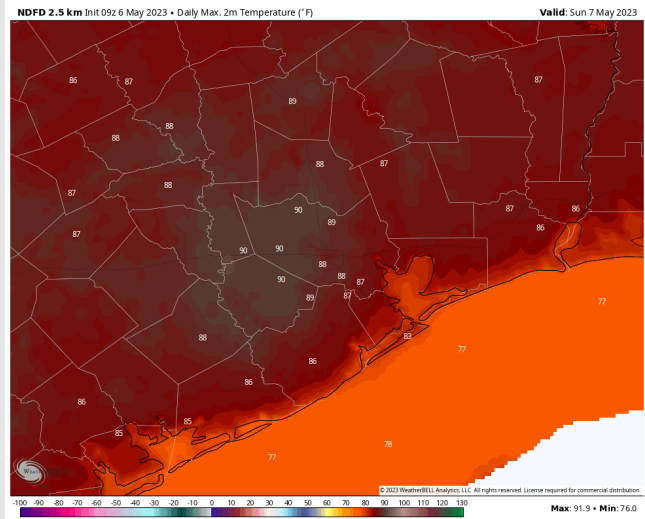 NDFD 2.5 km Init 09z 6 May 2023 • Daily Max. 2m Temperature (°F) Valid: Sun 7 May 2023
86 87 87
89
88 88
88 87
87 88
90 87 86
89
87 86
90 90
88
90 88 87
89 87
77
88 83
77
86
86
86
85 85
78
77
© 2023 WeatherBELL Analytics, LLC. All rights reserved. License required for commercial distribution.
-100 -90 -80 -70 -60 -50 -40 -30 -20 -10 0 10 20 30 40 50 60 70 80 90 100 110 120 130
Max: 91.9 • Min: 76.0